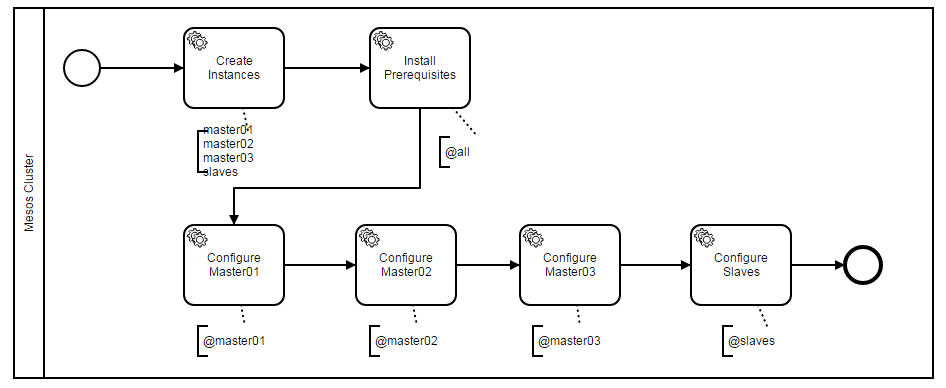 Mesos Cluster
Create
Instances
Install
Prerequisites
master01
master02
master03
slaves
@all
Configure
Master01
Configure
Master02
Configure
Master03
Configure
Slaves
@master01
@master02
@master03
@slaves